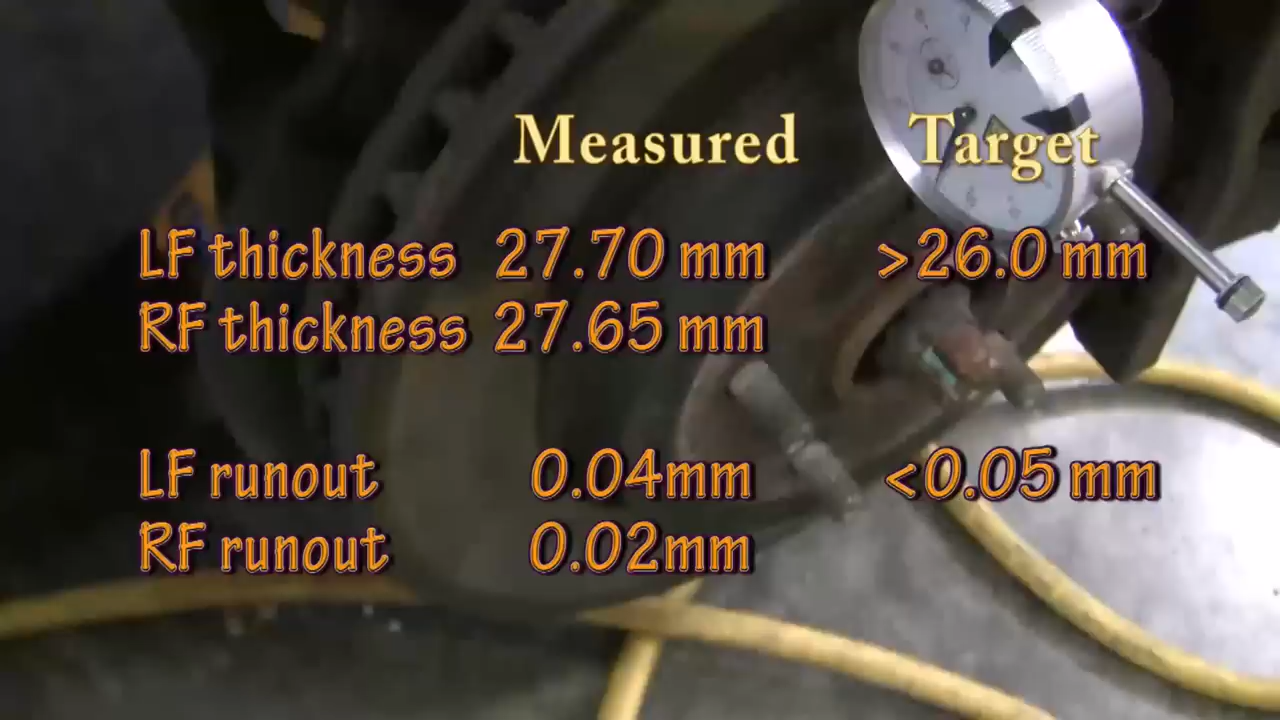 Measured Target
LF thickness 27.70 mm >26.0 mm
RF thickness 27.65 mm
LF runout 0.04mm <0.05 mm
RF runout 0.02mm